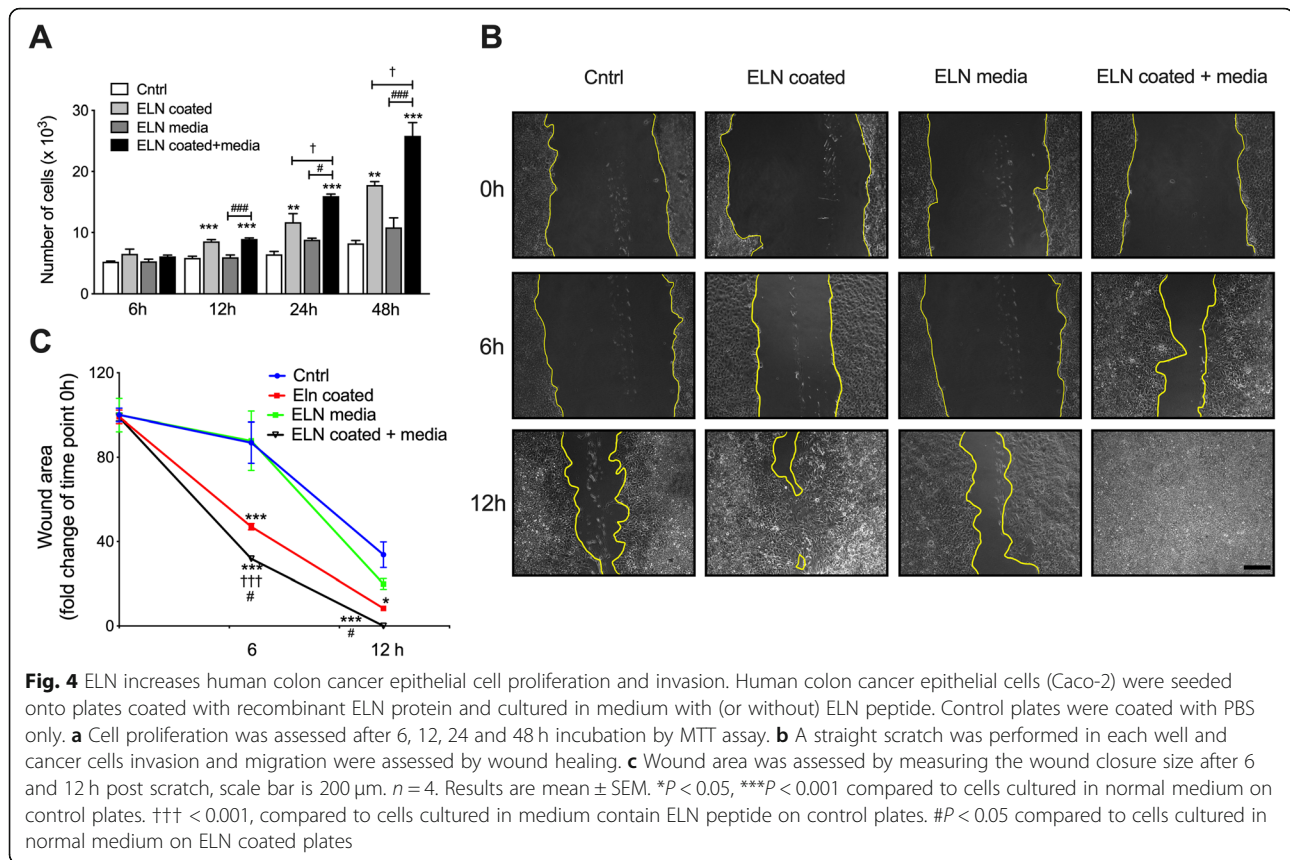 A
Cntrl
ELN coated
ELN media
ELN coated+media
Number of cells (x 10³)
30
20
10
0
***
###
***
**
†
#
***
**
†
###
***
6h
12h
24h
48h
B
Cntrl
ELN coated
ELN media
ELN coated + media
0h
6h
12h
C
Cntrl
Eln coated
ELN media
ELN coated + media
Wound area
(fold change of time point 0h)
120
80
40
0
***
***
†††
#
*
***
#
6
12 h
Fig. 4 ELN increases human colon cancer epithelial cell proliferation and invasion. Human colon cancer epithelial cells (Caco-2) were seeded
onto plates coated with recombinant ELN protein and cultured in medium with (or without) ELN peptide. Control plates were coated with PBS
only. a Cell proliferation was assessed after 6, 12, 24 and 48 h incubation by MTT assay. b A straight scratch was performed in each well and
cancer cells invasion and migration were assessed by wound healing. c Wound area was assessed by measuring the wound closure size after 6
and 12 h post scratch, scale bar is 200 μm. n = 4. Results are mean ± SEM. *P < 0.05, ***P < 0.001 compared to cells cultured in normal medium on
control plates. ††† < 0.001, compared to cells cultured in medium contain ELN peptide on control plates. #P < 0.05 compared to cells cultured in
normal medium on ELN coated plates